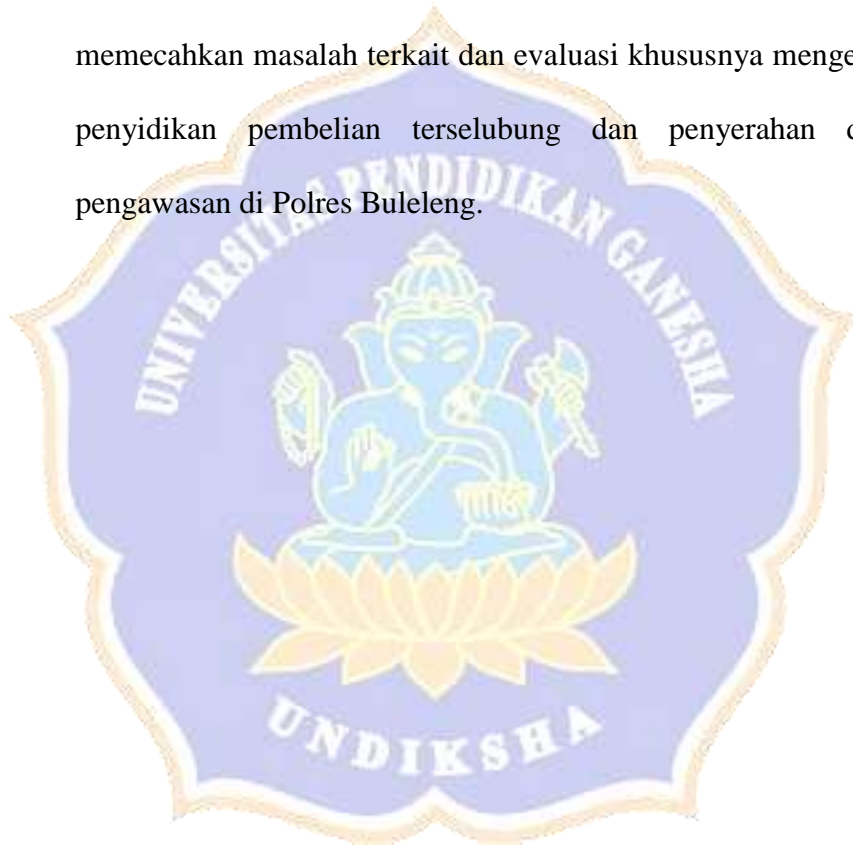 memecahkan masalah terkait dan evaluasi khususnya menge
penyidikan pembelian terselubung dan penyerahan d
pengawasan di Polres Buleleng.
UNIVERSITAS PENDIDIKAN GANESHA
UNDIKSHA